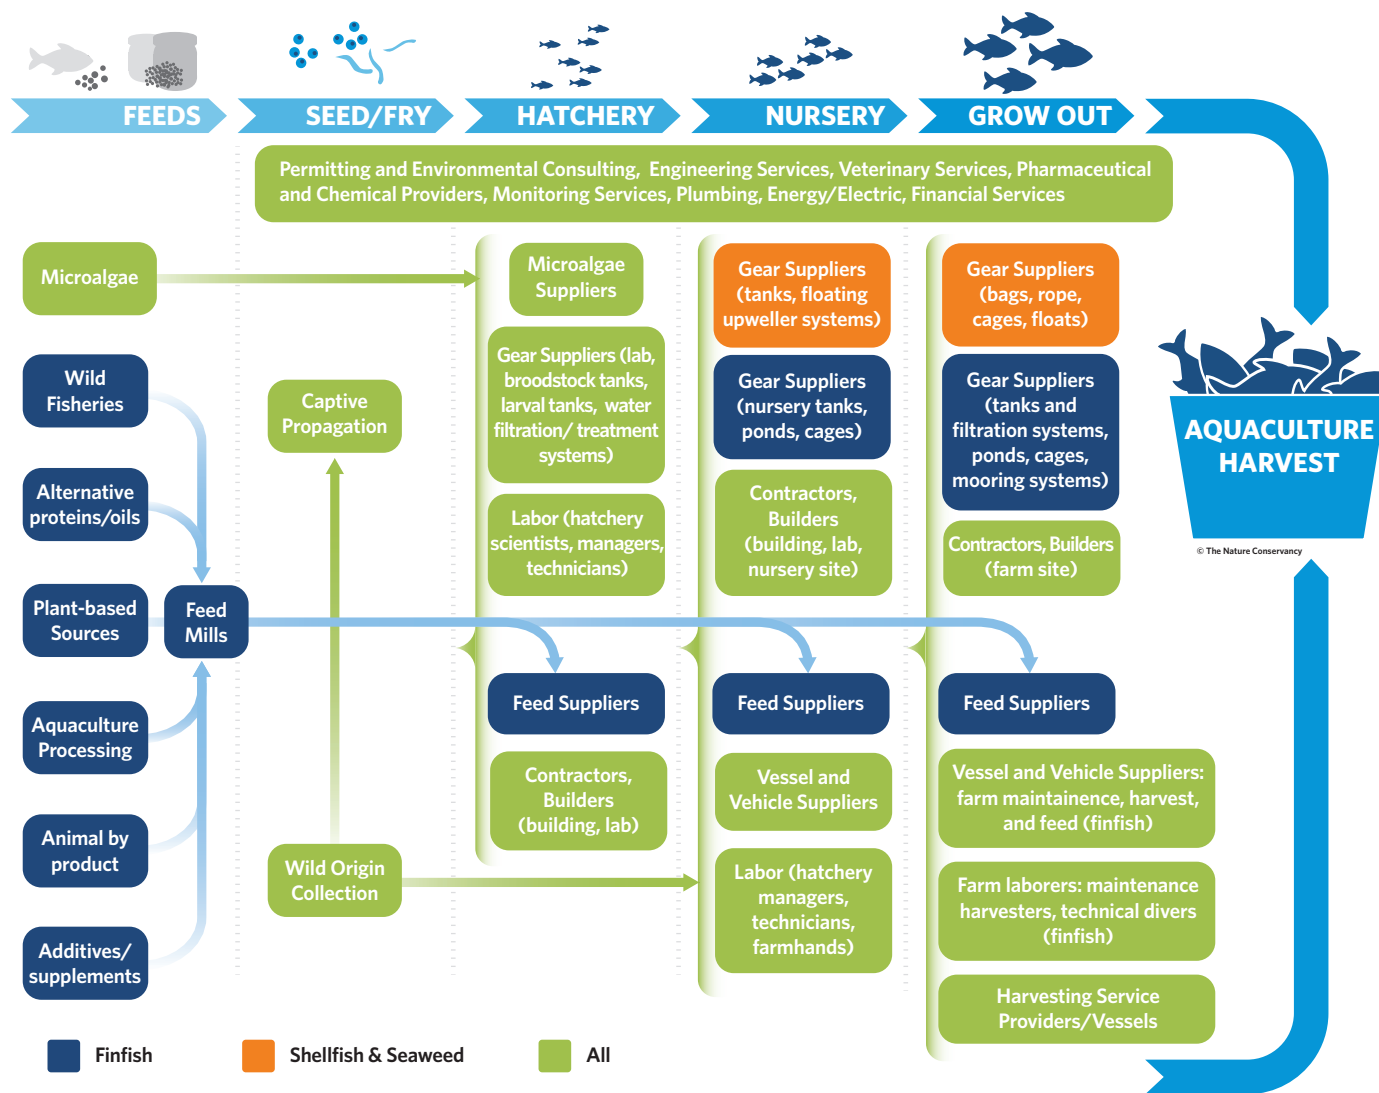 FEEDS
SEED/FRY
HATCHERY
NURSERY
GROW OUT
Permitting and Environmental Consulting, Engineering Services, Veterinary Services, Pharmaceutical
and Chemical Providers, Monitoring Services, Plumbing, Energy/Electric, Financial Services
Microalgae
Wild
Fisheries
Alternative
proteins/oils
Plant-based
Sources
Feed
Mills
Aquaculture
Processing
Animal by
product
Additives/
supplements
Captive
Propagation
Wild Origin
Collection
Microalgae
Suppliers
Gear Suppliers (lab,
broodstock tanks,
larval tanks, water
filtration/ treatment
systems)
Labor (hatchery
scientists, managers,
technicians)
Feed Suppliers
Contractors,
Builders
(building, lab)
Gear Suppliers
(tanks, floating
upweller systems)
Gear Suppliers
(nursery tanks,
ponds, cages)
Contractors,
Builders
(building, lab,
nursery site)
Feed Suppliers
Vessel and
Vehicle Suppliers
Labor (hatchery
managers,
technicians,
farmhands)
Gear Suppliers
(bags, rope,
cages, floats)
Gear Suppliers
(tanks and
filtration systems,
ponds, cages,
mooring systems)
Contractors, Builders
(farm site)
Feed Suppliers
Vessel and Vehicle Suppliers:
farm maintainence, harvest,
and feed (finfish)
Farm laborers: maintenance
harvesters, technical divers
(finfish)
Harvesting Service
Providers/Vessels
AQUACULTURE
HARVEST
© The Nature Conservancy
Finfish
Shellfish & Seaweed
All